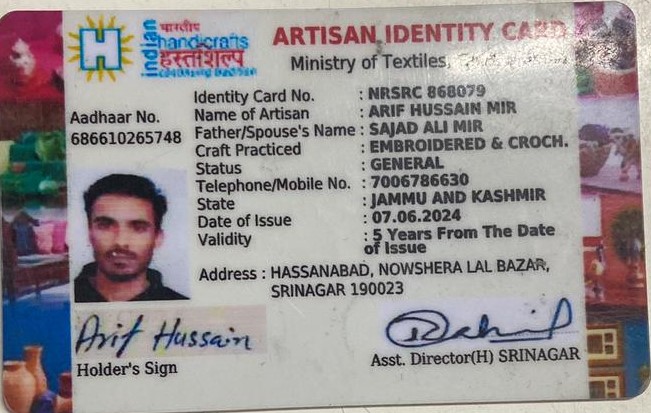 H
भारतीय
indian
handicrafts
हस्तशिल्प
ARTISAN IDENTITY CARD
Ministry of Textiles,
Aadhaar No.
686610265748
Identity Card No. : NRSRC 868079
Name of Artisan : ARIF HUSSAIN MIR
Father/Spouse's Name : SAJAD ALI MIR
Craft Practiced : EMBROIDERED & CROCH.
Status : GENERAL
Telephone/Mobile No. : 7006786630
State : JAMMU AND KASHMIR
Date of Issue : 07.06.2024
Validity : 5 Years From The Date
of Issue
Address : HASSANABAD, NOWSHERA LAL BAZAR,
SRINAGAR 190023
Arif Hussain
Holder's Sign
Asst. Director(H) SRINAGAR